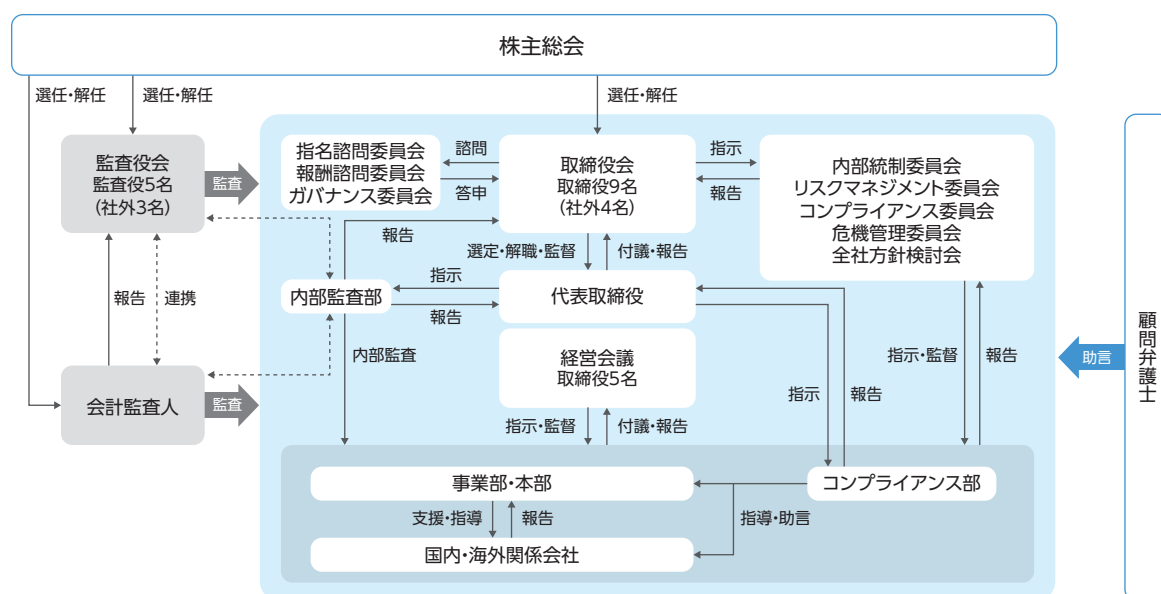 株主総会
選任・解任
選任・解任
選任・解任
監査役会
監査役5名
(社外3名)
監査
指名諮問委員会
報酬諮問委員会
ガバナンス委員会
諮問
答申
取締役会
取締役9名
(社外4名)
指示
報告
内部統制委員会
リスクマネジメント委員会
コンプライアンス委員会
危機管理委員会
全社方針検討会
報告
選定・解職・監督
付議・報告
指示
内部監査部
報告
代表取締役
報告
連携
内部監査
経営会議
取締役5名
指示・監督
報告
助言
顧問弁護士
会計監査人
監査
指示
報告
指示・監督
付議・報告
事業部・本部
コンプライアンス部
支援・指導
報告
指導・助言
国内・海外関係会社